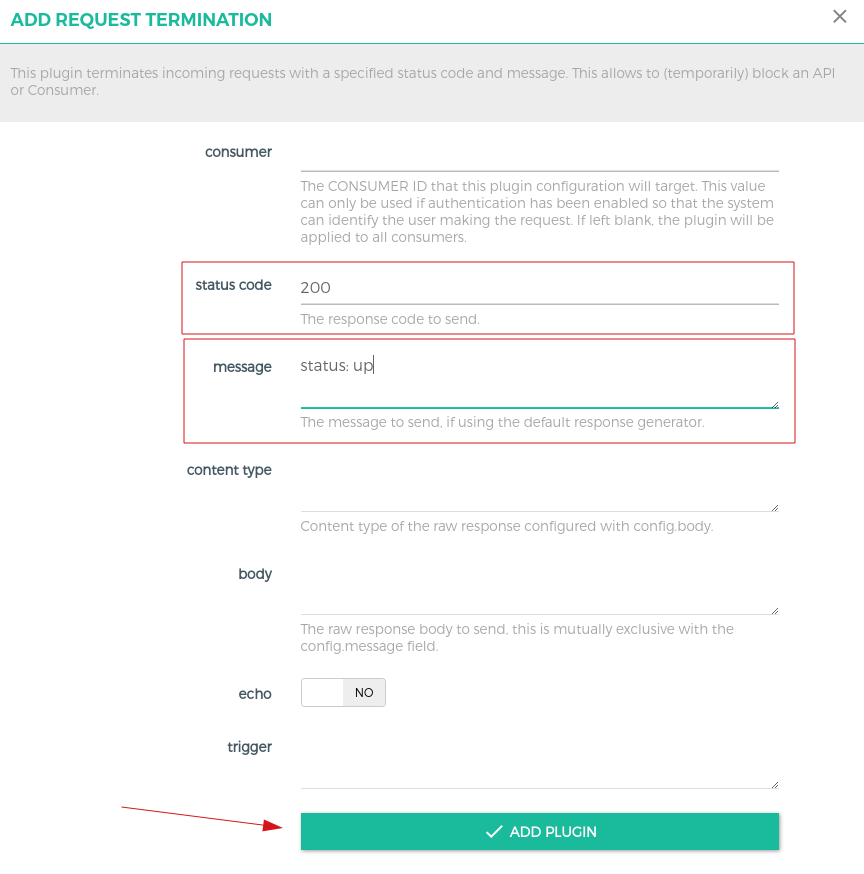 ADD REQUEST TERMINATION
This plugin terminates incoming requests with a specified status code and message. This allows to (temporarily) block an API
or Consumer.
consumer
The CONSUMER ID that this plugin configuration will target. This value
can only be used if authentication has been enabled so that the system
can identify the user making the request. If left blank, the plugin will be
applied to all consumers.
status code
200
The response code to send.
message
status: up
The message to send, if using the default response generator.
content type
Content type of the raw response configured with config.body.
body
The raw response body to send, this is mutually exclusive with the
config.message field.
echo
NO
trigger
ADD PLUGIN